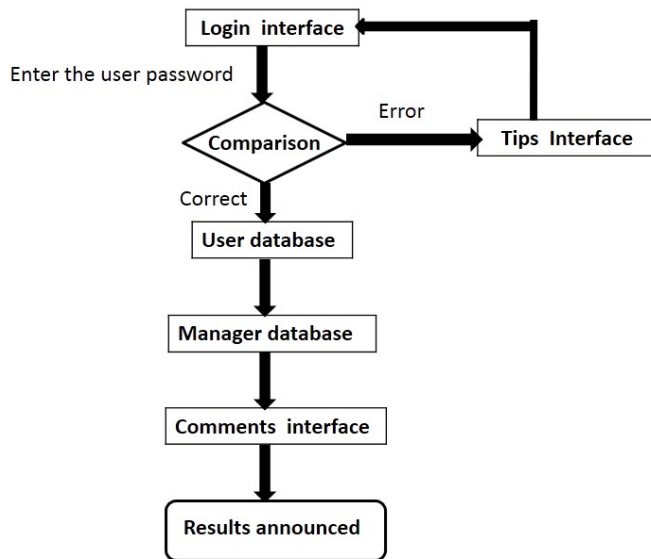 Login interface
Enter the user password
Error
Comparison
Tips Interface
Correct
User database
Manager database
Comments interface
Results announced